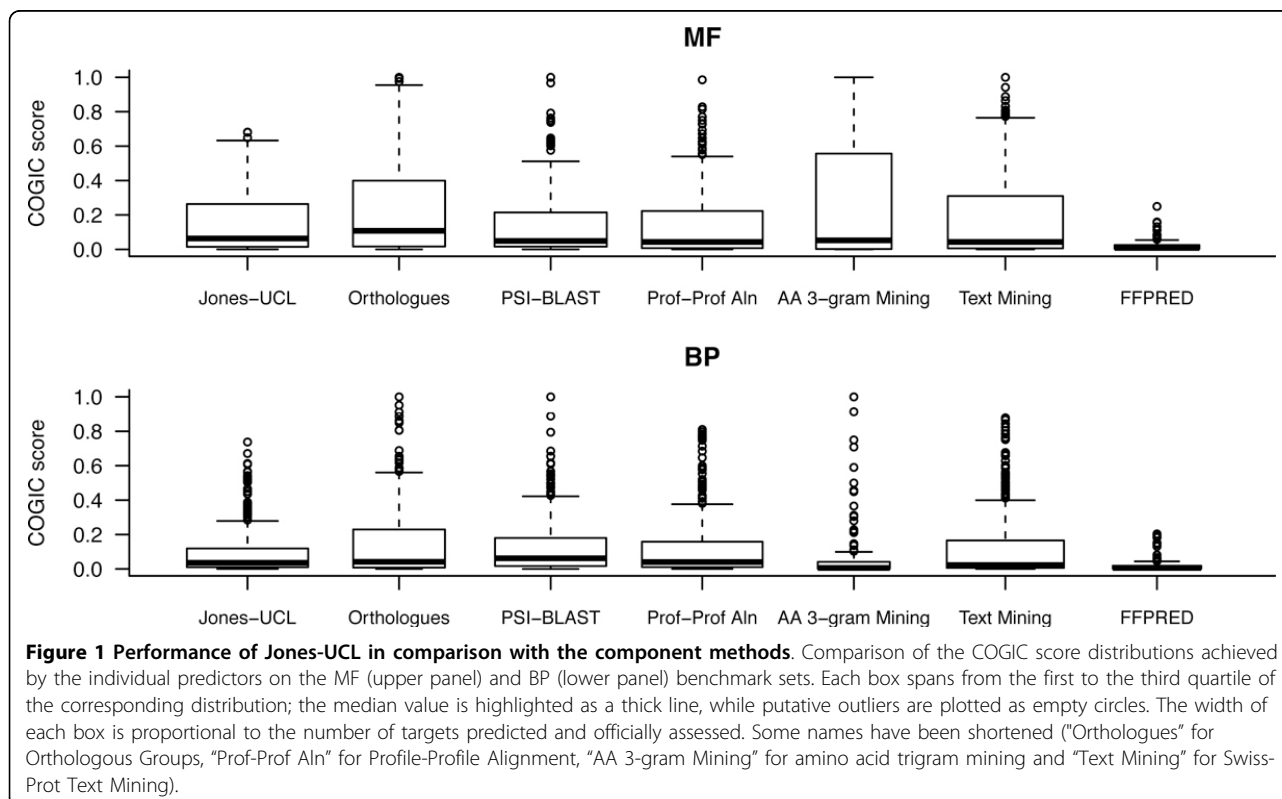 MF
COGIC score
1.0
0.8
0.6
0.4
0.2
0.0
Jones-UCL Orthologues PSI-BLAST Prof-Prof Aln AA 3-gram Mining Text Mining FFPRED
BP
COGIC score
1.0
0.8
0.6
0.4
0.2
0.0
Jones-UCL Orthologues PSI-BLAST Prof-Prof Aln AA 3-gram Mining Text Mining FFPRED
Figure 1 Performance of Jones-UCL in comparison with the component methods. Comparison of the COGIC score distributions achieved
by the individual predictors on the MF (upper panel) and BP (lower panel) benchmark sets. Each box spans from the first to the third quartile of
the corresponding distribution; the median value is highlighted as a thick line, while putative outliers are plotted as empty circles. The width of
each box is proportional to the number of targets predicted and officially assessed. Some names have been shortened ("Orthologues" for
Orthologous Groups, "Prof-Prof Aln" for Profile-Profile Alignment, "AA 3-gram Mining" for amino acid trigram mining and "Text Mining" for Swiss-
Prot Text Mining).